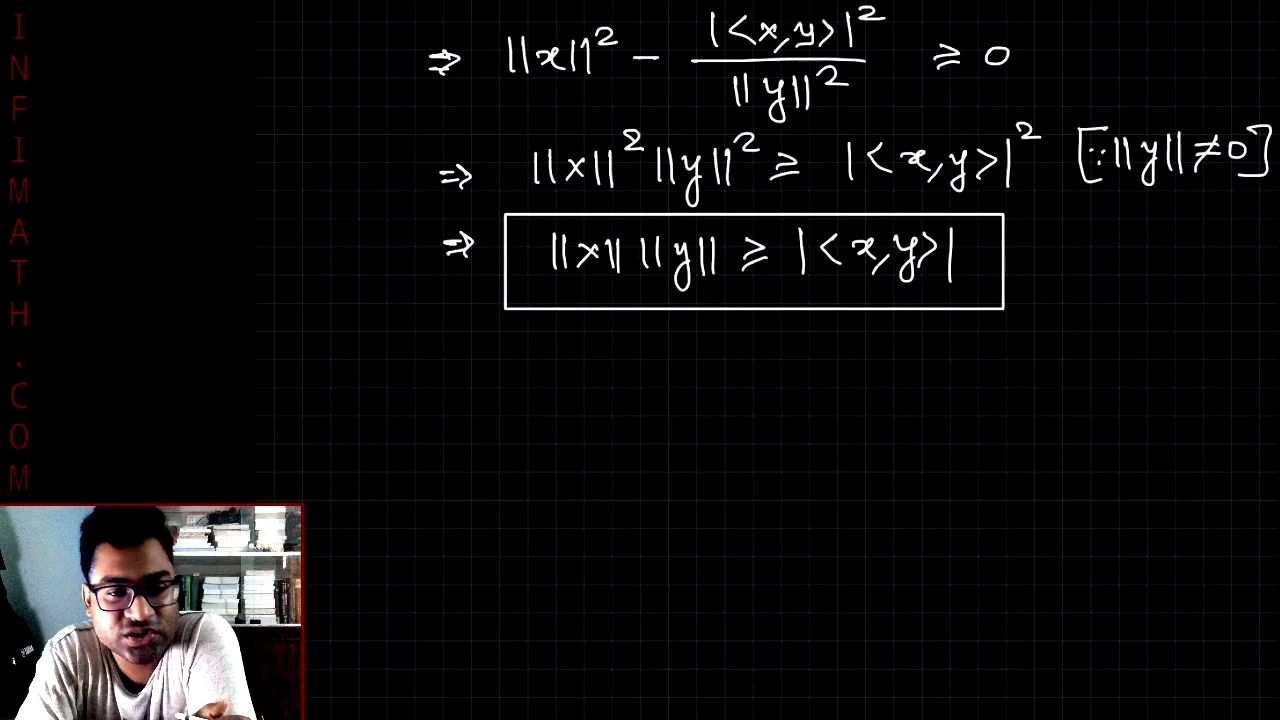 INFIMATH.COM
⇒ ||x||² - |<x,y>|² / ||y||² ≥ 0
⇒ ||x||² ||y||² ≥ |<x,y>|² [∵ ||y|| ≠ 0]
⇒ ||x|| ||y|| ≥ |<x,y>|